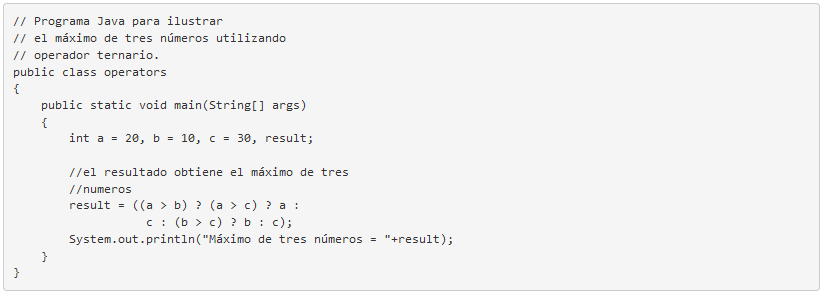 // Programa Java para ilustrar
// el máximo de tres números utilizando
// operador ternario.
public class operators
{
    public static void main(String[] args)
    {
        int a = 20, b = 10, c = 30, result;

        //el resultado obtiene el máximo de tres
        //numeros
        result = ((a > b) ? (a > c) ? a :
                   c : (b > c) ? b : c);
        System.out.println("Máximo de tres números = "+result);
    }
}